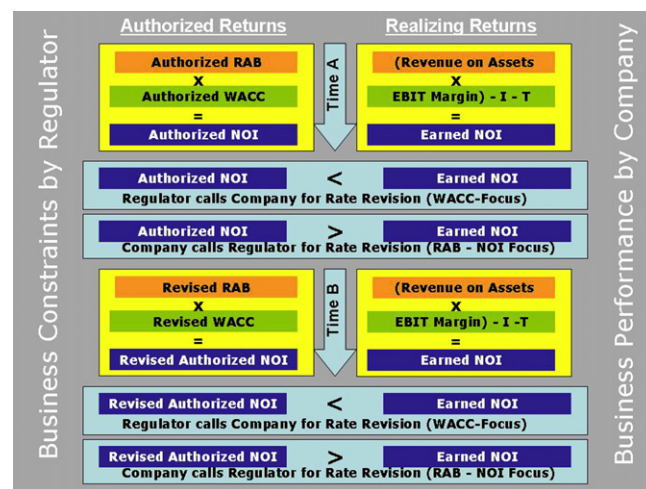 Authorized Returns
Realizing Returns
Business Constraints by Regulator
Authorized RAB
X
Authorized WACC
=
Authorized NOI
Time A
(Revenue on Assets
X
EBIT Margin) - I - T
=
Earned NOI
Authorized NOI < Earned NOI
Regulator calls Company for Rate Revision (WACC-Focus)
Authorized NOI > Earned NOI
Company calls Regulator for Rate Revision (RAB - NOI Focus)
Revised RAB
X
Revised WACC
=
Revised Authorized NOI
Time B
(Revenue on Assets
X
EBIT Margin) - I -T
=
Earned NOI
Revised Authorized NOI < Earned NOI
Regulator calls Company for Rate Revision (WACC-Focus)
Revised Authorized NOI > Earned NOI
Company calls Regulator for Rate Revision (RAB - NOI Focus)
Business Performance by Company